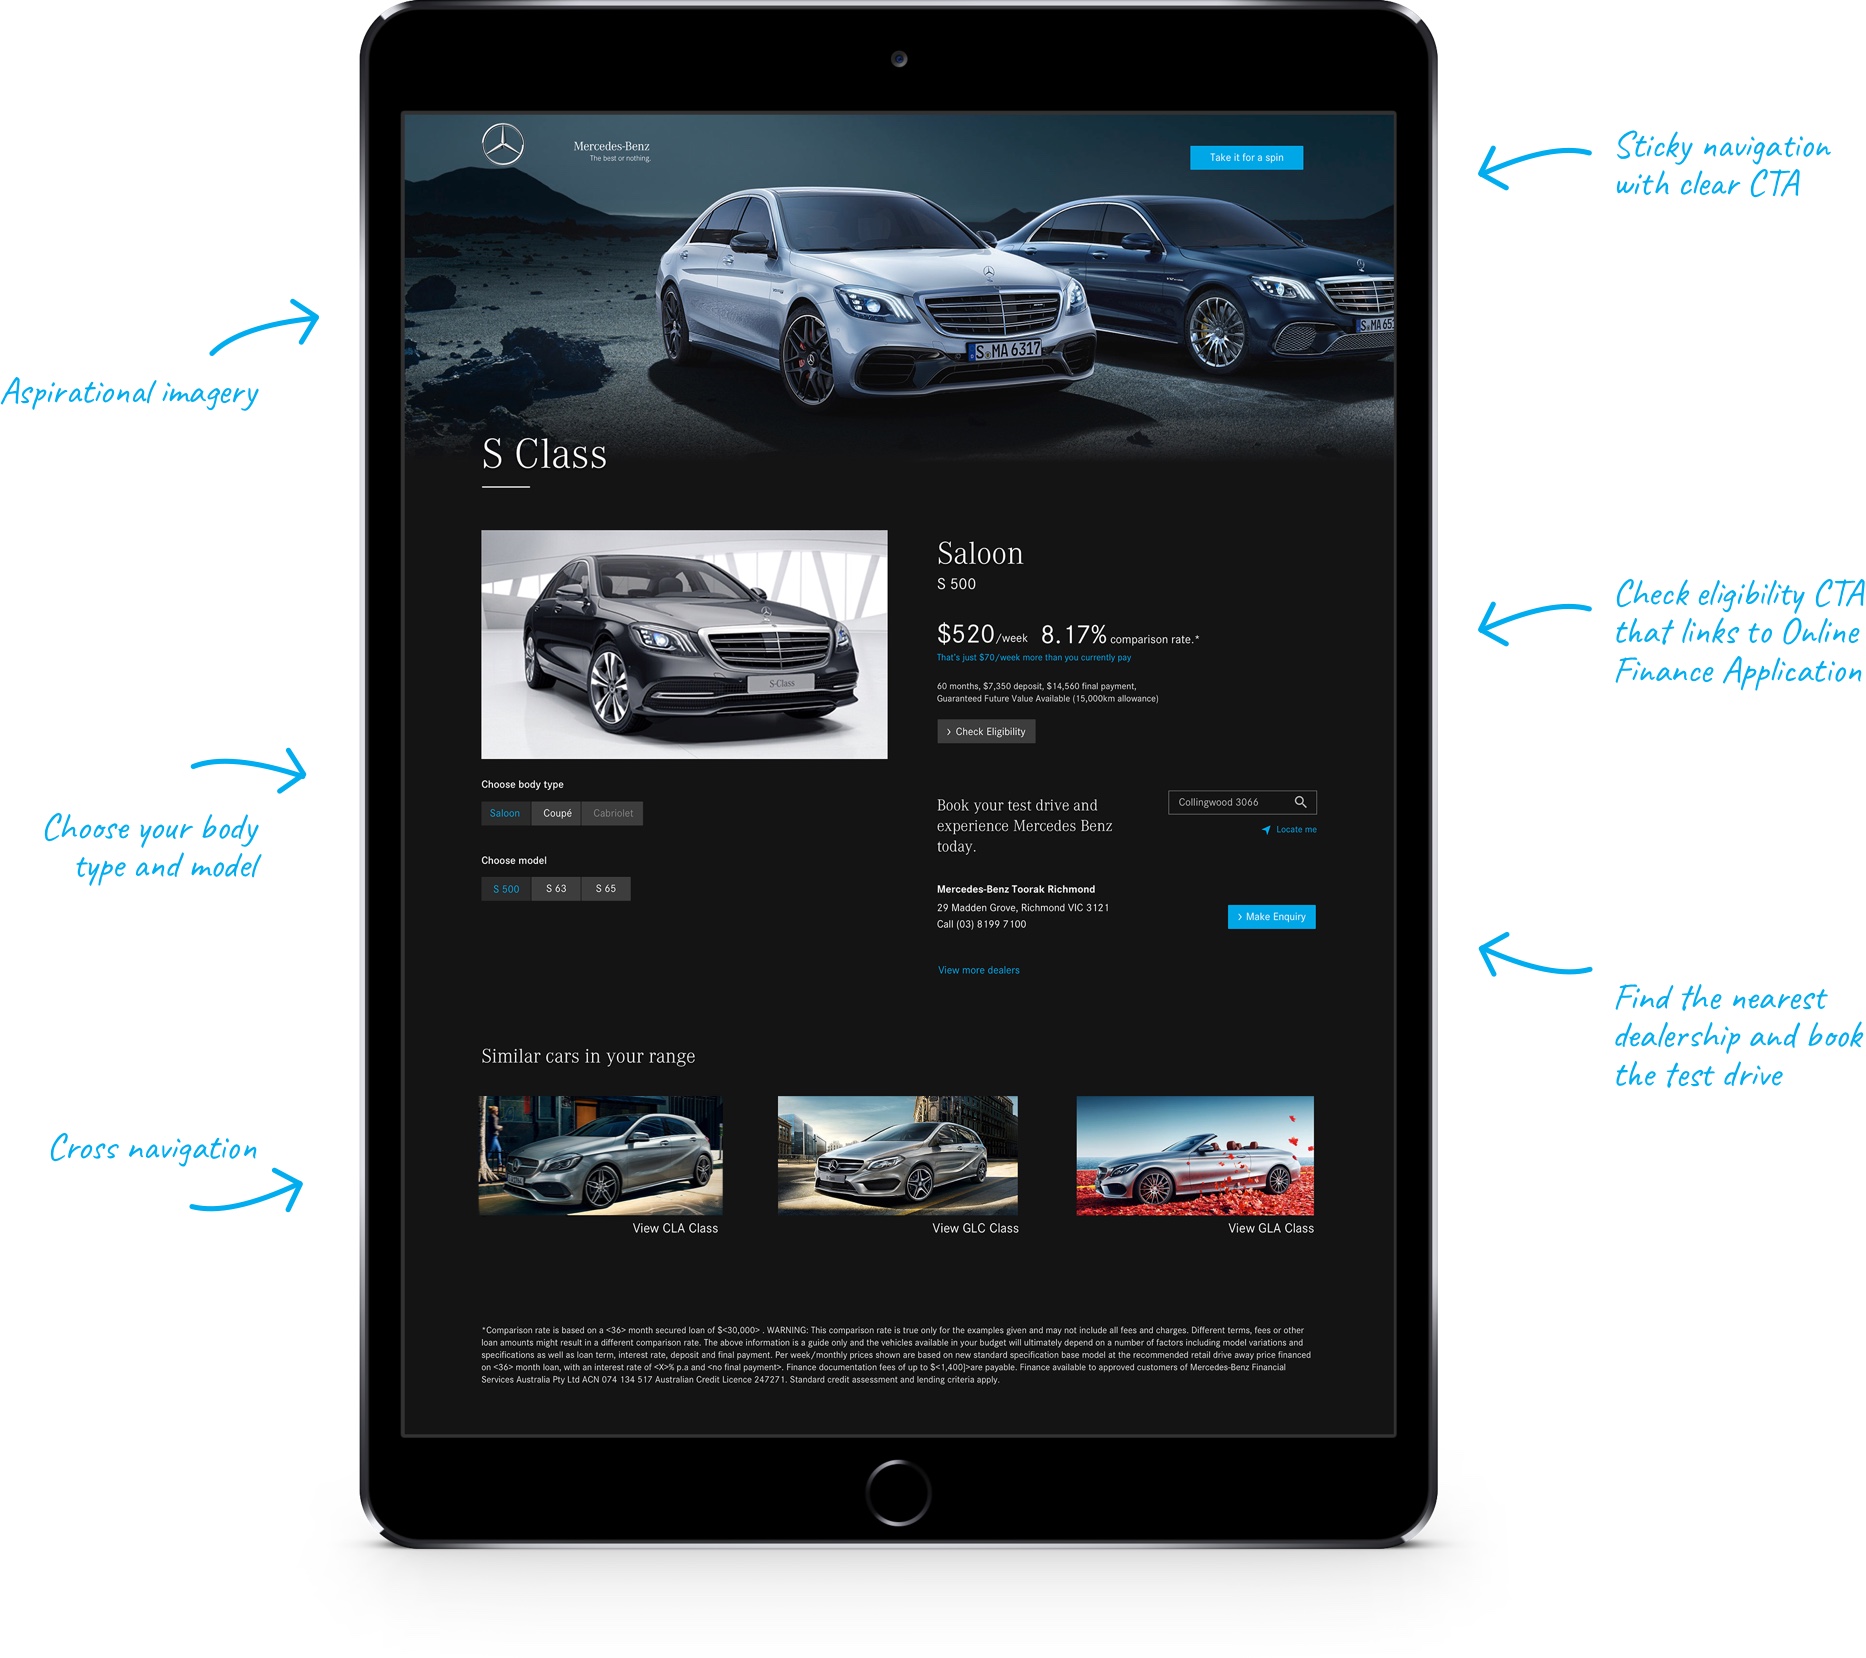 Mercedes-Benz
The best or nothing.
Take it for a spin
Sticky navigation
with clear CTA
S MA 6317
S MA 65
Aspirational imagery
S Class
S-Class
Saloon
S 500
$520/week 8.17% comparison rate.*
That's just $70/week more than you currently pay
60 months, $7,350 deposit, $14,560 final payment,
Guaranteed Future Value Available (15,000km allowance)
> Check Eligibility
Check eligibility CTA
that links to Online
Finance Application
Choose body type
Saloon Coupé Cabriolet
Choose model
S 500 S 63 S 65
Choose your body
type and model
Book your test drive and
experience Mercedes Benz
today.
Collingwood 3066
Locate me
Mercedes-Benz Toorak Richmond
29 Madden Grove, Richmond VIC 3121
Call (03) 8199 7100
> Make Enquiry
View more dealers
Find the nearest
dealership and book
the test drive
Similar cars in your range
Cross navigation
View CLA Class
View GLC Class
View GLA Class
*Comparison rate is based on a <36> month secured loan of $<30,000> . WARNING: This comparison rate is true only for the examples given and may not include all fees and charges. Different terms, fees or other
loan amounts might result in a different comparison rate. The above information is a guide only and the vehicles available in your budget will ultimately depend on a number of factors including model variations and
specifications as well as loan term, interest rate, deposit and final payment. Per week/monthly prices shown are based on new standard specification base model at the recommended retail drive away price financed
on <36> month loan, with an interest rate of <X>% p.a and <no final payment>. Finance documentation fees of up to $<1,400]>are payable. Finance available to approved customers of Mercedes-Benz Financial
Services Australia Pty Ltd ACN 074 134 517 Australian Credit Licence 247271. Standard credit assessment and lending criteria apply.